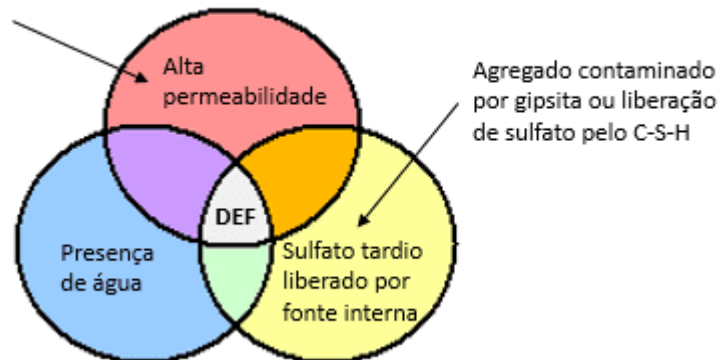 Alta
permeabilidade
Agregado contaminado
por gipsita ou liberação
de sulfato pelo C-S-H
DEF
Presença
de água
Sulfato tardio
liberado por
fonte interna